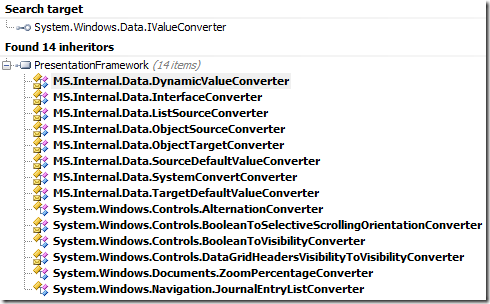 Search target
System.Windows.Data.IValueConverter
Found 14 inheritors
PresentationFramework (14 items)
MS.Internal.Data.DynamicValueConverter
MS.Internal.Data.InterfaceConverter
MS.Internal.Data.ListSourceConverter
MS.Internal.Data.ObjectSourceConverter
MS.Internal.Data.ObjectTargetConverter
MS.Internal.Data.SourceDefaultValueConverter
MS.Internal.Data.SystemConvertConverter
MS.Internal.Data.TargetDefaultValueConverter
System.Windows.Controls.AlternationConverter
System.Windows.Controls.BooleanToSelectiveScrollingOrientationConverter
System.Windows.Controls.BooleanToVisibilityConverter
System.Windows.Controls.DataGridHeadersVisibilityToVisibilityConverter
System.Windows.Documents.ZoomPercentageConverter
System.Windows.Navigation.JournalEntryListConverter